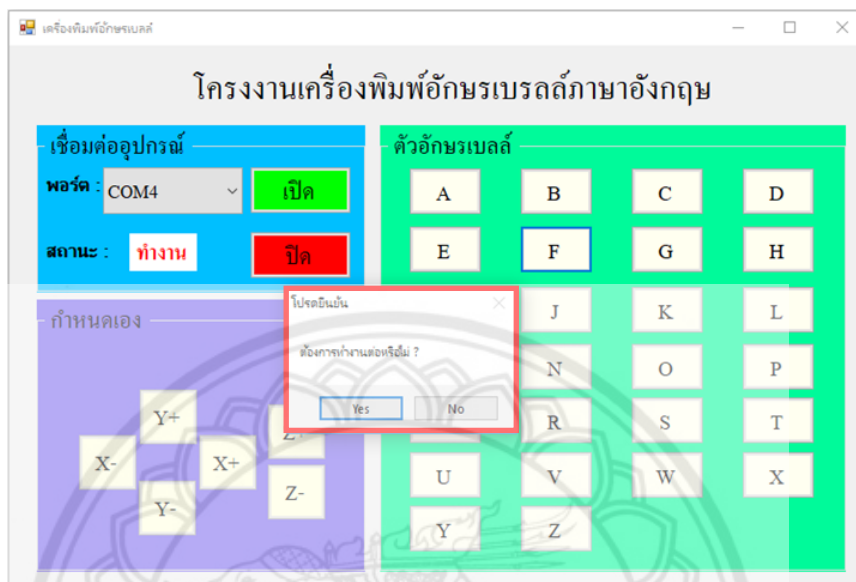 เครื่องพิมพ์อักษรเบลล์
โครงงานเครื่องพิมพ์อักษรเบรลล์ภาษาอังกฤษ
เชื่อมต่ออุปกรณ์
พอร์ต : COM4 เปิด
สถานะ : ทำงาน ปิด
ตัวอักษรเบลล์
A B C D
E F G H
J K L
N O P
R S T
U V W X
Y Z
กำหนดเอง
Y+
X- X+
Y-
Z-
โปรดยืนยัน
ต้องการทำงานต่อหรือไม่ ?
Yes No